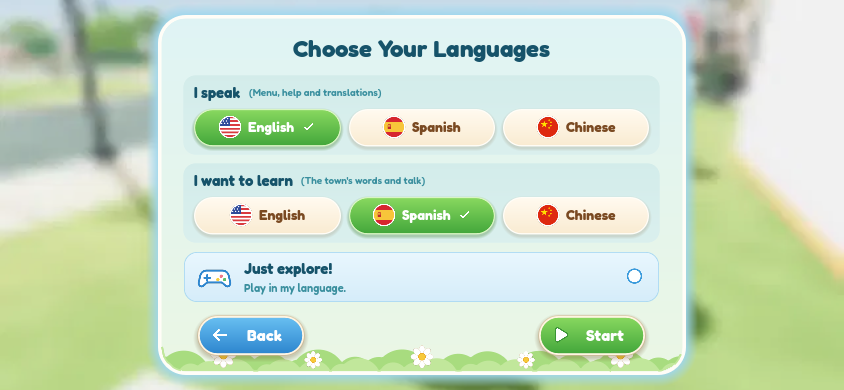 Choose Your Languages
I speak (Menu, help and translations)
English Spanish Chinese
I want to learn (The town's words and talk)
English Spanish Chinese
Just explore!
Play in my language.
Back Start